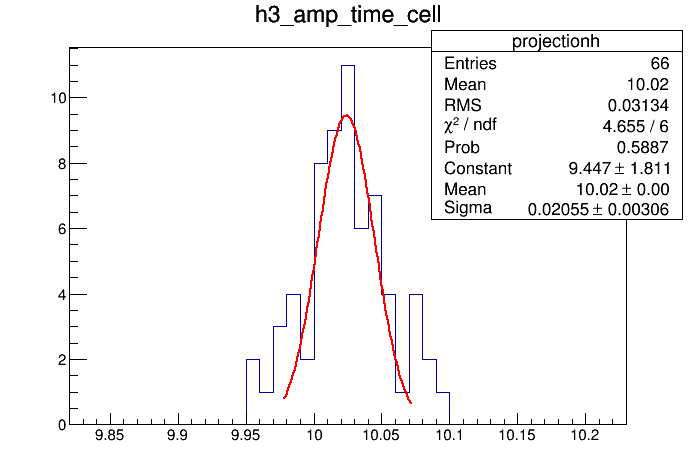 h3_amp_time_cell
projectionh
Entries 66
Mean 10.02
RMS 0.03134
χ² / ndf 4.655 / 6
Prob 0.5887
Constant 9.447 ± 1.811
Mean 10.02 ± 0.00
Sigma 0.02055 ± 0.00306
10
8
6
4
2
0
9.85 9.9 9.95 10 10.05 10.1 10.15 10.2